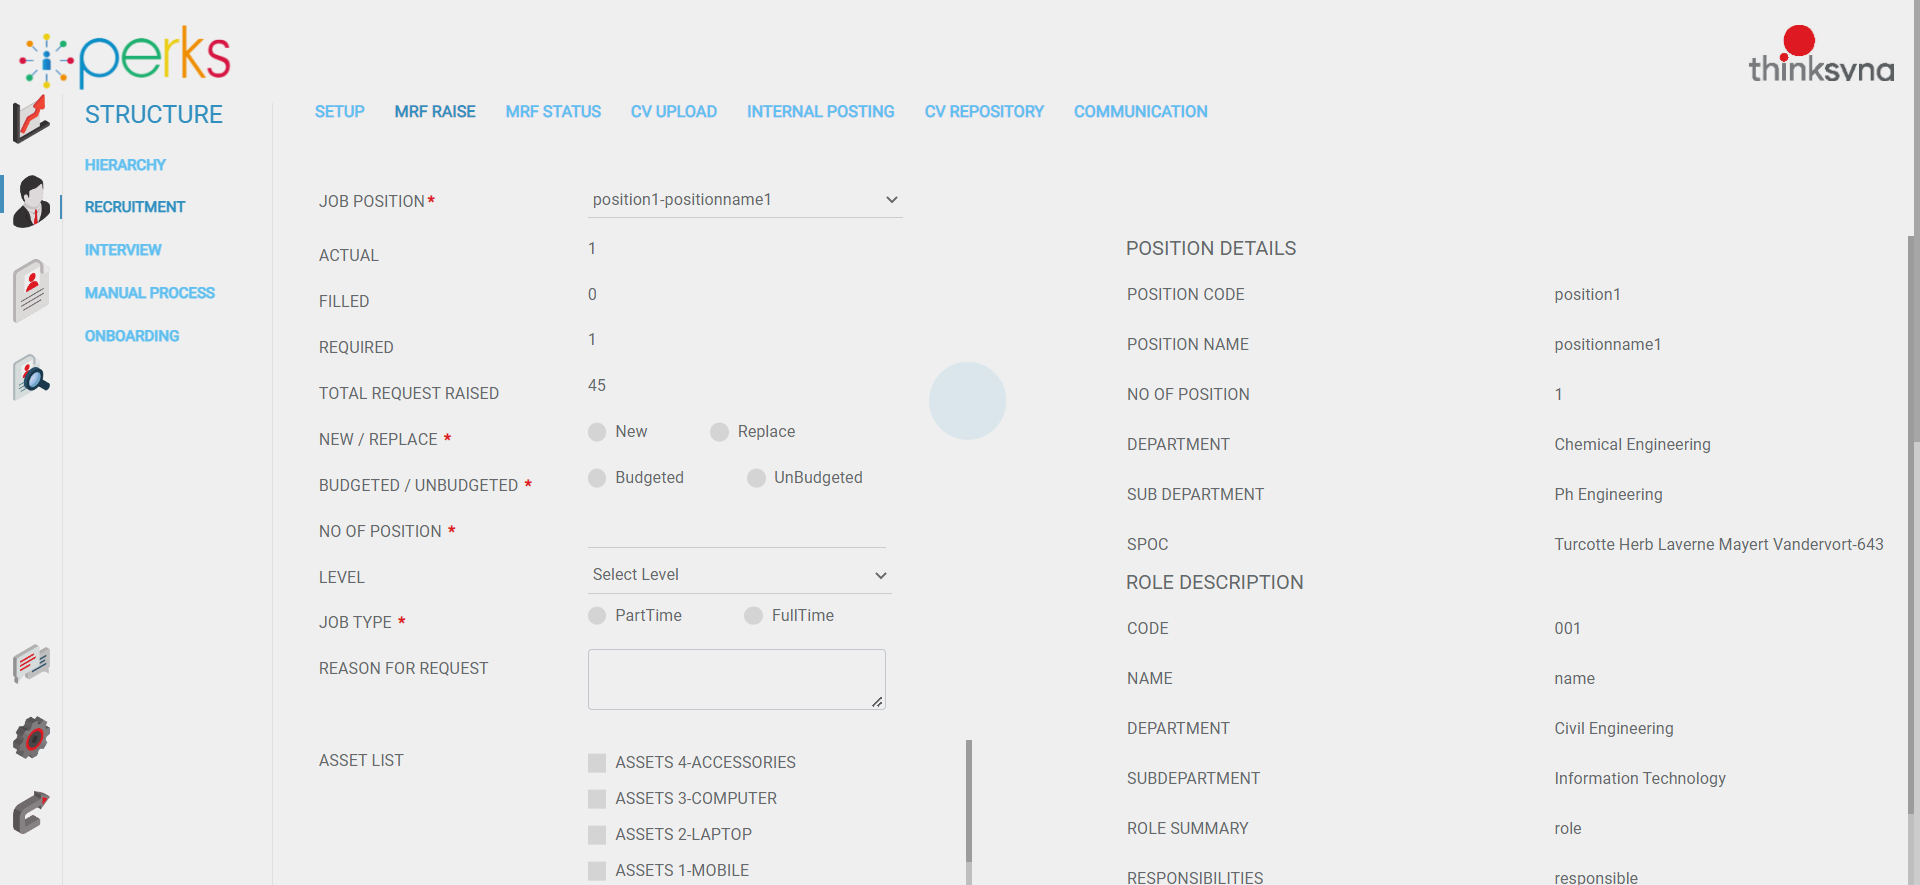 perks
thinksvna
STRUCTURE
HIERARCHY
RECRUITMENT
INTERVIEW
MANUAL PROCESS
ONBOARDING
SETUP MRF RAISE MRF STATUS CV UPLOAD INTERNAL POSTING CV REPOSITORY COMMUNICATION
JOB POSITION* position1-positionname1
ACTUAL 1
FILLED 0
REQUIRED 1
TOTAL REQUEST RAISED 45
NEW / REPLACE * New Replace
BUDGETED / UNBUDGETED * Budgeted UnBudgeted
NO OF POSITION *
LEVEL Select Level
JOB TYPE * PartTime FullTime
REASON FOR REQUEST
ASSET LIST ASSETS 4-ACCESSORIES
ASSETS 3-COMPUTER
ASSETS 2-LAPTOP
ASSETS 1-MOBILE
POSITION DETAILS
POSITION CODE position1
POSITION NAME positionname1
NO OF POSITION 1
DEPARTMENT Chemical Engineering
SUB DEPARTMENT Ph Engineering
SPOC Turcotte Herb Laverne Mayert Vandervort-643
ROLE DESCRIPTION
CODE 001
NAME name
DEPARTMENT Civil Engineering
SUBDEPARTMENT Information Technology
ROLE SUMMARY role
RESPONSIBILITIES responsible